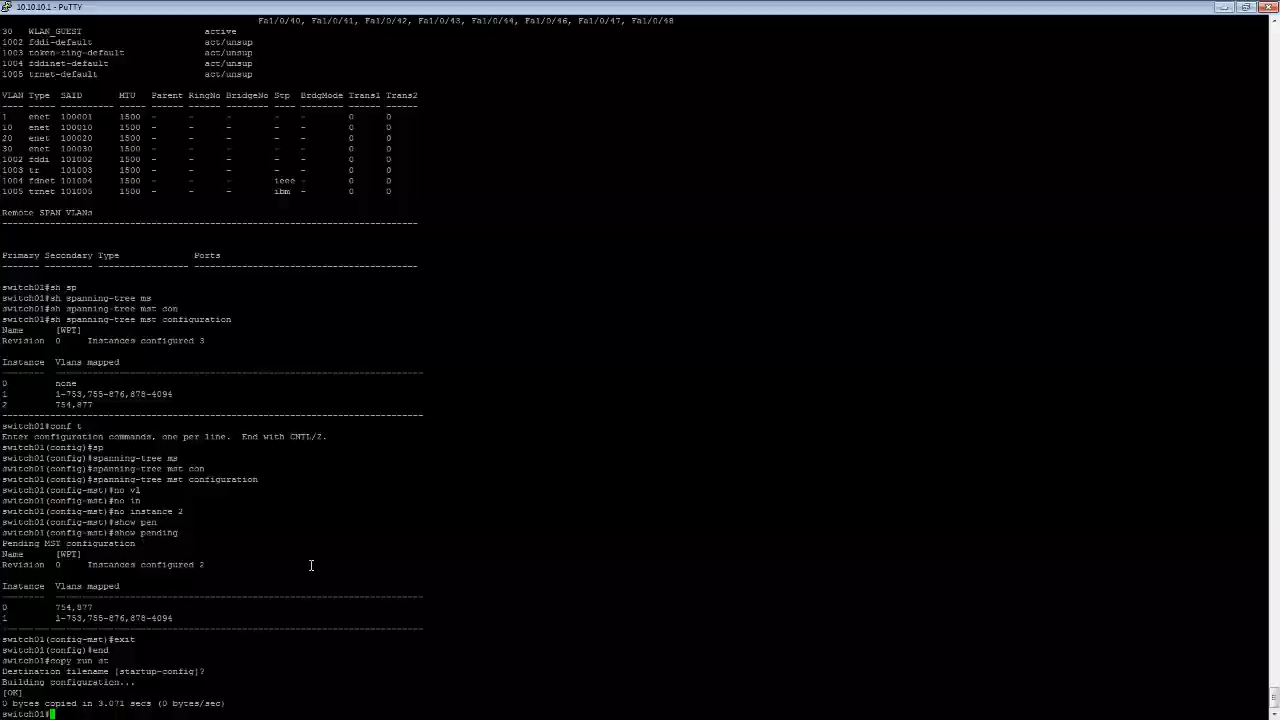 10.10.10.1 - PuTTY
Fa1/0/40, Fa1/0/41, Fa1/0/42, Fa1/0/43, Fa1/0/44, Fa1/0/46, Fa1/0/47, Fa1/0/48
30 WLAN_GUEST active
1002 fddi-default act/unsup
1003 token-ring-default act/unsup
1004 fddinet-default act/unsup
1005 trnet-default act/unsup
VLAN Type SAID MTU Parent RingNo BridgeNo Stp BrdgMode Trans1 Trans2
---- ----- ---------- ----- ------ ------ -------- ---- -------- ------ ------
1 enet 100001 1500 - - - - - 0 0
10 enet 100010 1500 - - - - - 0 0
20 enet 100020 1500 - - - - - 0 0
30 enet 100030 1500 - - - - - 0 0
1002 fddi 101002 1500 - - - - - 0 0
1003 tr 101003 1500 - - - - - 0 0
1004 fdnet 101004 1500 - - - ieee - 0 0
1005 trnet 101005 1500 - - - ibm - 0 0
Remote SPAN VLANs
------------------------------------------------------------------------------
Primary Secondary Type Ports
------- --------- ----------------- ------------------------------------------
switch01#sh sp
switch01#sh spanning-tree ms
switch01#sh spanning-tree mst con
switch01#sh spanning-tree mst configuration
Name [WPT]
Revision 0 Instances configured 3
Instance Vlans mapped
-------- ---------------------------------------------------------------------
0 none
1 1-753,755-876,878-4094
2 754,877
-------------------------------------------------------------------------------
switch01#conf t
Enter configuration commands, one per line. End with CNTL/Z.
switch01(config)#sp
switch01(config)#spanning-tree ms
switch01(config)#spanning-tree mst con
switch01(config)#spanning-tree mst configuration
switch01(config-mst)#no vl
switch01(config-mst)#no in
switch01(config-mst)#no instance 2
switch01(config-mst)#show pen
switch01(config-mst)#show pending
Pending MST configuration
Name [WPT]
Revision 0 Instances configured 2
Instance Vlans mapped
-------- ---------------------------------------------------------------------
0 754,877
1 1-753,755-876,878-4094
-------------------------------------------------------------------------------
switch01(config-mst)#exit
switch01(config)#end
switch01#copy run st
Destination filename [startup-config]?
Building configuration...
[OK]
0 bytes copied in 3.071 secs (0 bytes/sec)
switch01#